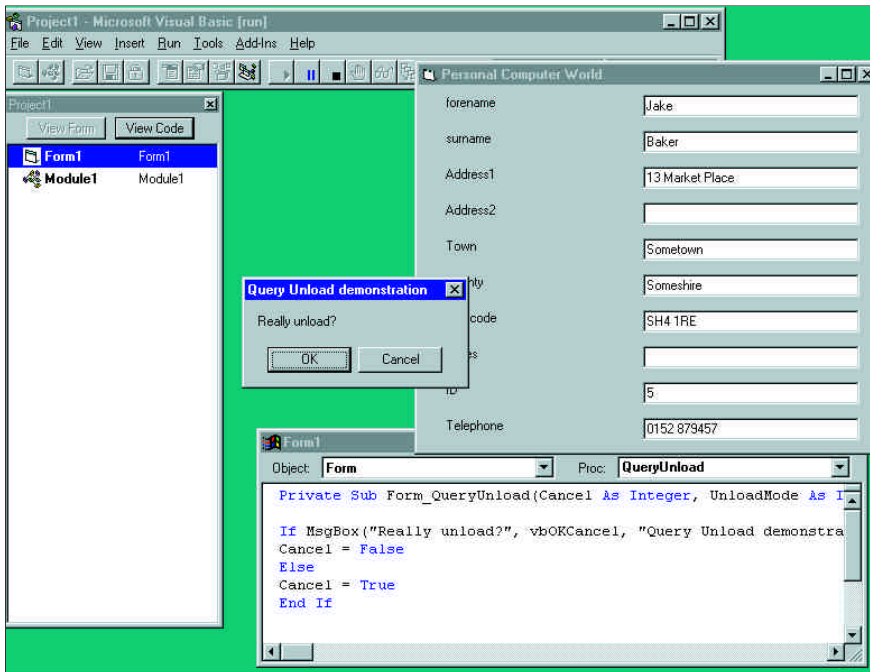 Project1 - Microsoft Visual Basic [run]
File Edit View Insert Run Tools Add-Ins Help
Personal Computer World
forename Jake
surname Baker
Address1 13 Market Place
Address2
Town Sometown
nty Someshire
code SH4 1RE
es
ID 5
Telephone 0152 879457
Project1
View Form View Code
Form1 Form1
Module1 Module1
Query Unload demonstration
Really unload?
OK Cancel
Form1
Object: Form Proc: QueryUnload
Private Sub Form_QueryUnload(Cancel As Integer, UnloadMode As I
If MsgBox("Really unload?", vbOKCancel, "Query Unload demonstra
Cancel = False
Else
Cancel = True
End If